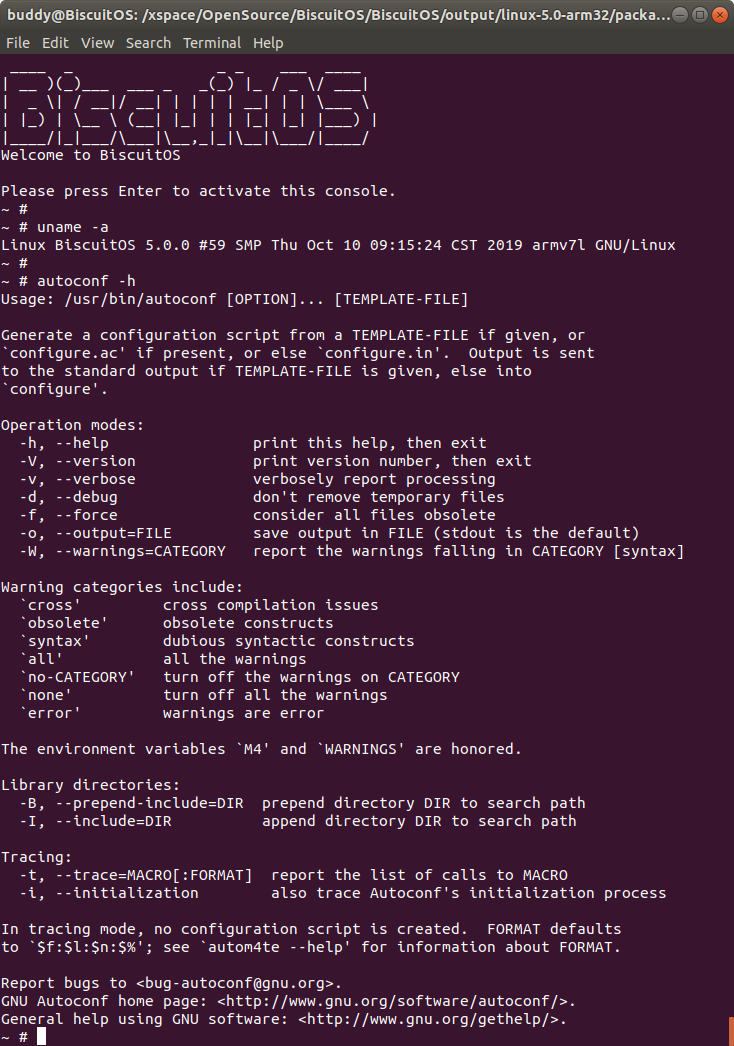 buddy@BiscuitOS: /xspace/OpenSource/BiscuitOS/BiscuitOS/output/linux-5.0-arm32/packa...
File Edit View Search Terminal Help
 ____  _                _ _    ___  ____
| __ )(_)___  ___ _   _(_) |_ / _ \/ ___|
|  _ \| / __|/ __| | | | | __| | | \___ \
| |_) | \__ \ (__| |_| | | |_| |_| |___) |
|____/|_|___/\___|\__,_|_|\__|\___/|____/
Welcome to BiscuitOS
Please press Enter to activate this console.
~ #
~ # uname -a
Linux BiscuitOS 5.0.0 #59 SMP Thu Oct 10 09:15:24 CST 2019 armv7l GNU/Linux
~ #
~ # autoconf -h
Usage: /usr/bin/autoconf [OPTION]... [TEMPLATE-FILE]
Generate a configuration script from a TEMPLATE-FILE if given, or
`configure.ac' if present, or else `configure.in'.  Output is sent
to the standard output if TEMPLATE-FILE is given, else into
`configure'.
Operation modes:
  -h, --help                print this help, then exit
  -V, --version             print version number, then exit
  -v, --verbose             verbosely report processing
  -d, --debug               don't remove temporary files
  -f, --force               consider all files obsolete
  -o, --output=FILE         save output in FILE (stdout is the default)
  -W, --warnings=CATEGORY   report the warnings falling in CATEGORY [syntax]
Warning categories include:
  `cross'         cross compilation issues
  `obsolete'      obsolete constructs
  `syntax'        dubious syntactic constructs
  `all'           all the warnings
  `no-CATEGORY'   turn off the warnings on CATEGORY
  `none'          turn off all the warnings
  `error'         warnings are error
The environment variables `M4' and `WARNINGS' are honored.
Library directories:
  -B, --prepend-include=DIR  prepend directory DIR to search path
  -I, --include=DIR          append directory DIR to search path
Tracing:
  -t, --trace=MACRO[:FORMAT]  report the list of calls to MACRO
  -i, --initialization        also trace Autoconf's initialization process
In tracing mode, no configuration script is created.  FORMAT defaults
to `$f:$l:$n:$%'; see `autom4te --help' for information about FORMAT.
Report bugs to <bug-autoconf@gnu.org>.
GNU Autoconf home page: <http://www.gnu.org/software/autoconf/>.
General help using GNU software: <http://www.gnu.org/gethelp/>.
~ #